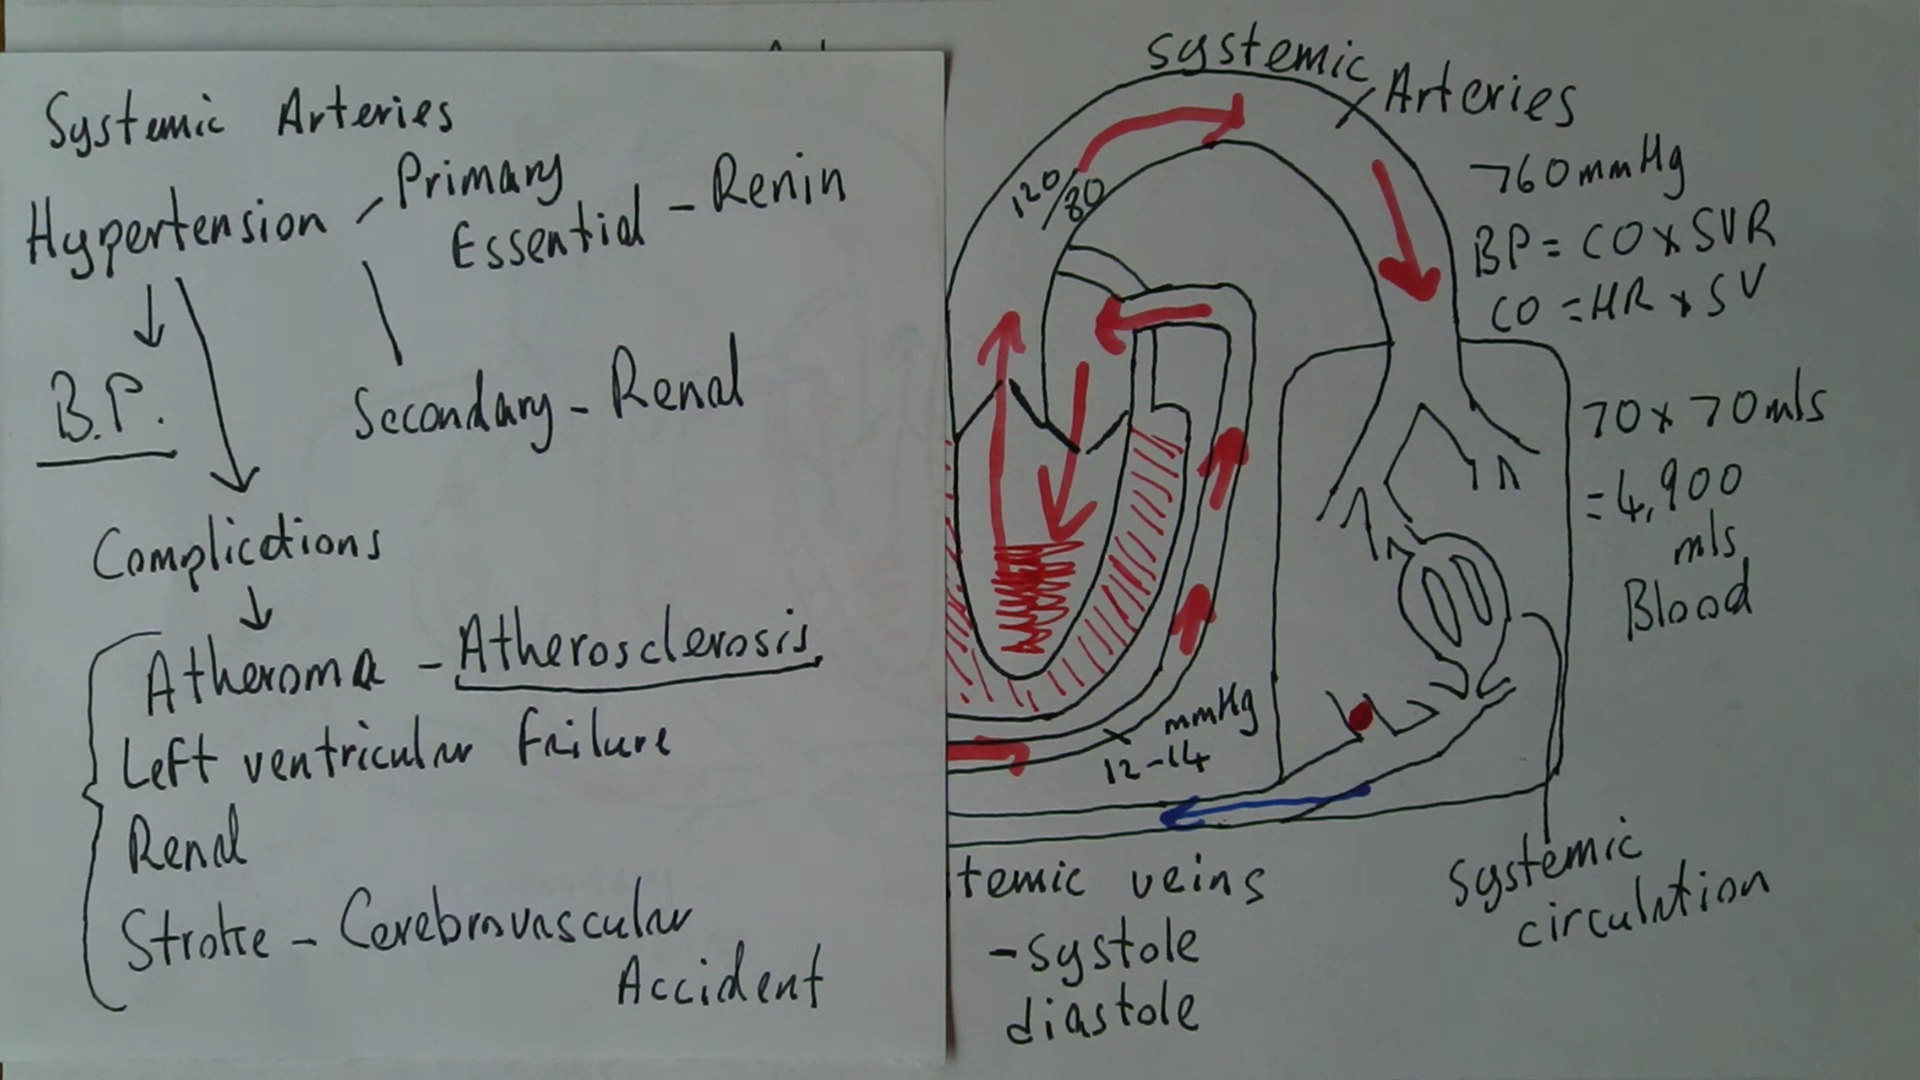 Systemic Arteries
Hypertension
Primary
Essential - Renin
B.P.
Secondary - Renal
Complications
Atheroma - Atherosclerosis
Left ventricular Failure
Renal
Stroke - Cerebrovascular
Accident
systemic
Arteries
120/80
760 mmHg
BP = CO x SVR
CO = HR x SV
70 x 70mls
= 4,900
mls
Blood
mmHg
12-14
temic veins
- systole
diastole
systemic
circulation